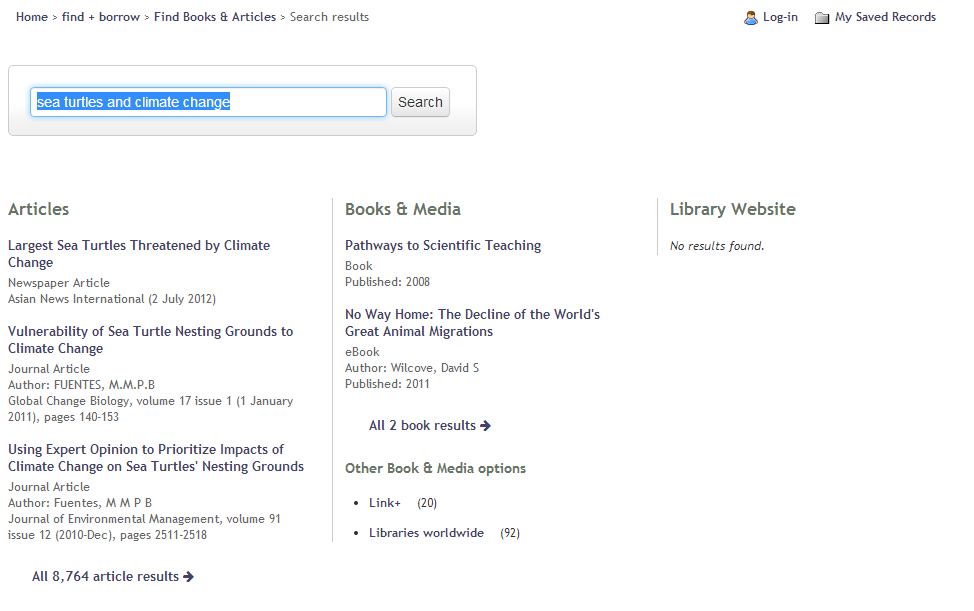 Home > find + borrow > Find Books & Articles > Search results
Log-in
My Saved Records
sea turtles and climate change
Search
Articles
Largest Sea Turtles Threatened by Climate
Change
Newspaper Article
Asian News International (2 July 2012)
Vulnerability of Sea Turtle Nesting Grounds to
Climate Change
Journal Article
Author: FUENTES, M.M.P.B
Global Change Biology, volume 17 issue 1 (1 January
2011), pages 140-153
Using Expert Opinion to Prioritize Impacts of
Climate Change on Sea Turtles' Nesting Grounds
Journal Article
Author: Fuentes, M M P B
Journal of Environmental Management, volume 91
issue 12 (2010-Dec), pages 2511-2518
All 8,764 article results →
Books & Media
Pathways to Scientific Teaching
Book
Published: 2008
No Way Home: The Decline of the World's
Great Animal Migrations
eBook
Author: Wilcove, David S
Published: 2011
All 2 book results →
Other Book & Media options
• Link+ (20)
• Libraries worldwide (92)
Library Website
No results found.